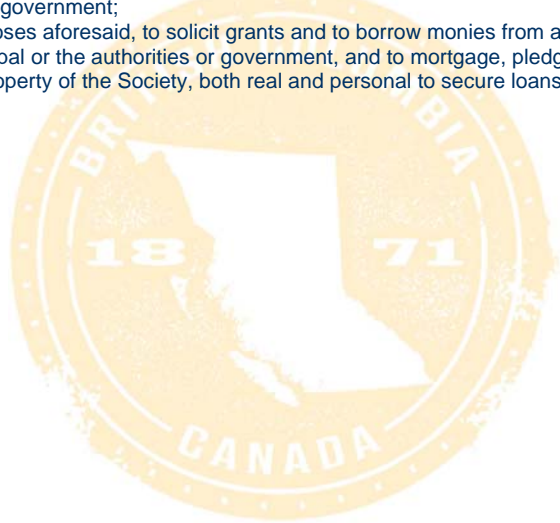 government;
oses aforesaid, to solicit grants and to borrow monies from a
pal or the authorities or government, and to mortgage, pledg
operty of the Society, both real and personal to secure loans
BRITISH COLUMBIA
18 71
CANADA